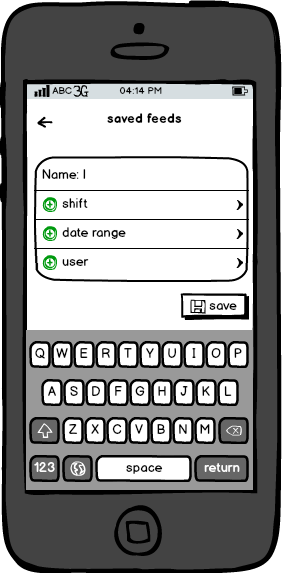 ABC 3G 04:14 PM
saved feeds
Name: I
shift
date range
user
save
Q W E R T Y U I O P
A S D F G H J K L
Z X C V B N M
123 space return